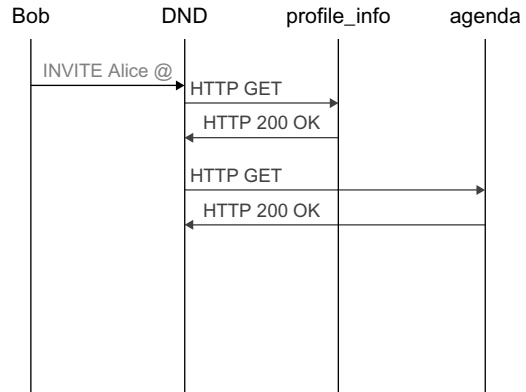 Bob DND profile_info agenda
INVITE Alice @
HTTP GET
HTTP 200 OK
HTTP GET
HTTP 200 OK